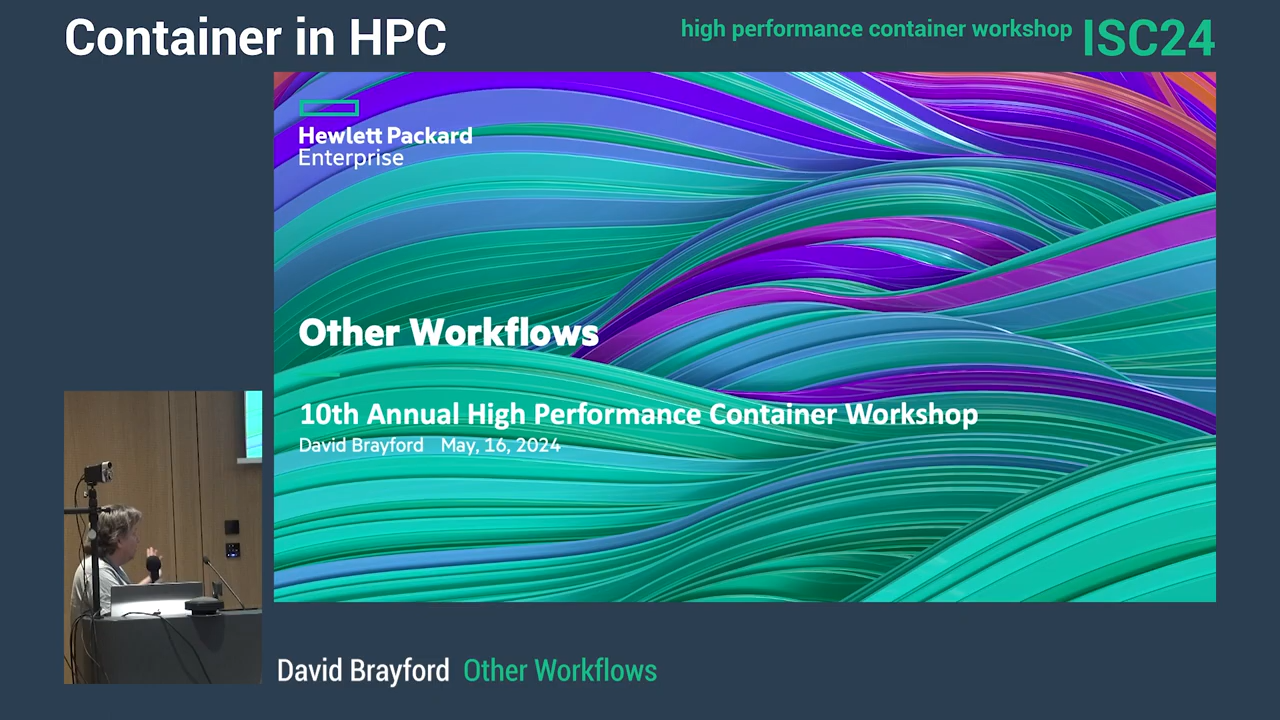 Container in HPC
high performance container workshop ISC24
Hewlett Packard
Enterprise
Other Workflows
10th Annual High Performance Container Workshop
David Brayford May, 16, 2024
David Brayford Other Workflows